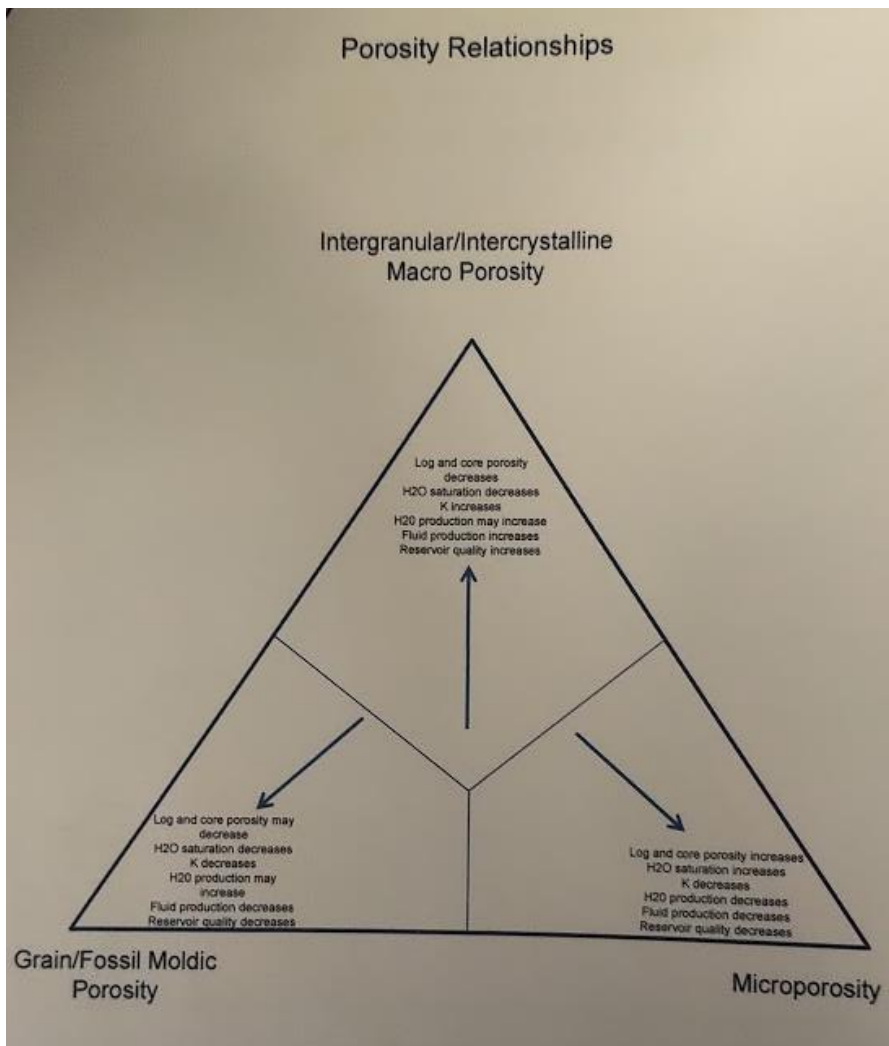 Porosity Relationships
Intergranular/Intercrystalline
Macro Porosity
Log and core porosity
decreases
H2O saturation decreases
K increases
H20 production may increase
Fluid production increases
Reservoir quality increases
Log and core porosity may
decrease
H2O saturation decreases
K decreases
H20 production may
increase
Fluid production decreases
Reservoir quality decreases
Log and core porosity increases
H2O saturation increases
K decreases
H20 production decreases
Fluid production decreases
Reservoir quality decreases
Grain/Fossil Moldic
Porosity
Microporosity